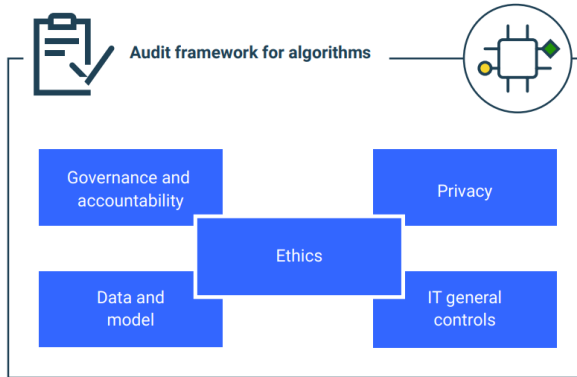 Audit framework for algorithms
Governance and
accountability
Privacy
Ethics
Data and
model
IT general
controls